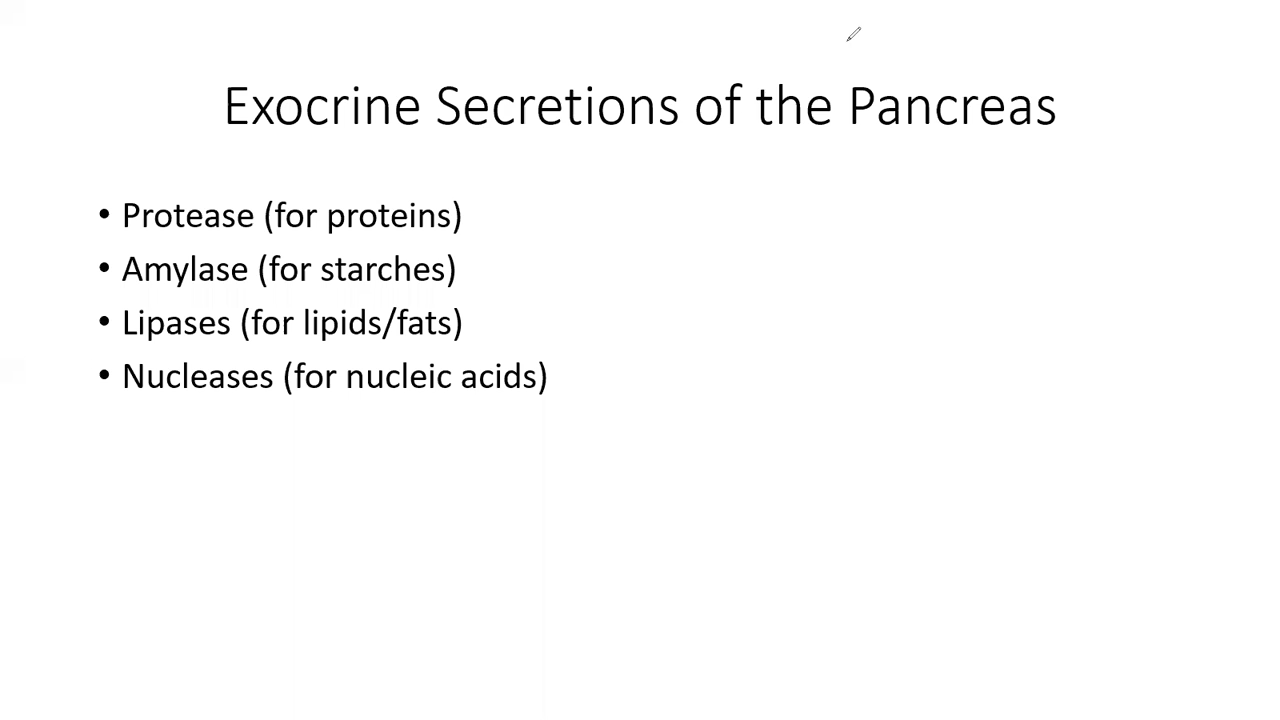 Exocrine Secretions of the Pancreas
• Protease (for proteins)
• Amylase (for starches)
• Lipases (for lipids/fats)
• Nucleases (for nucleic acids)